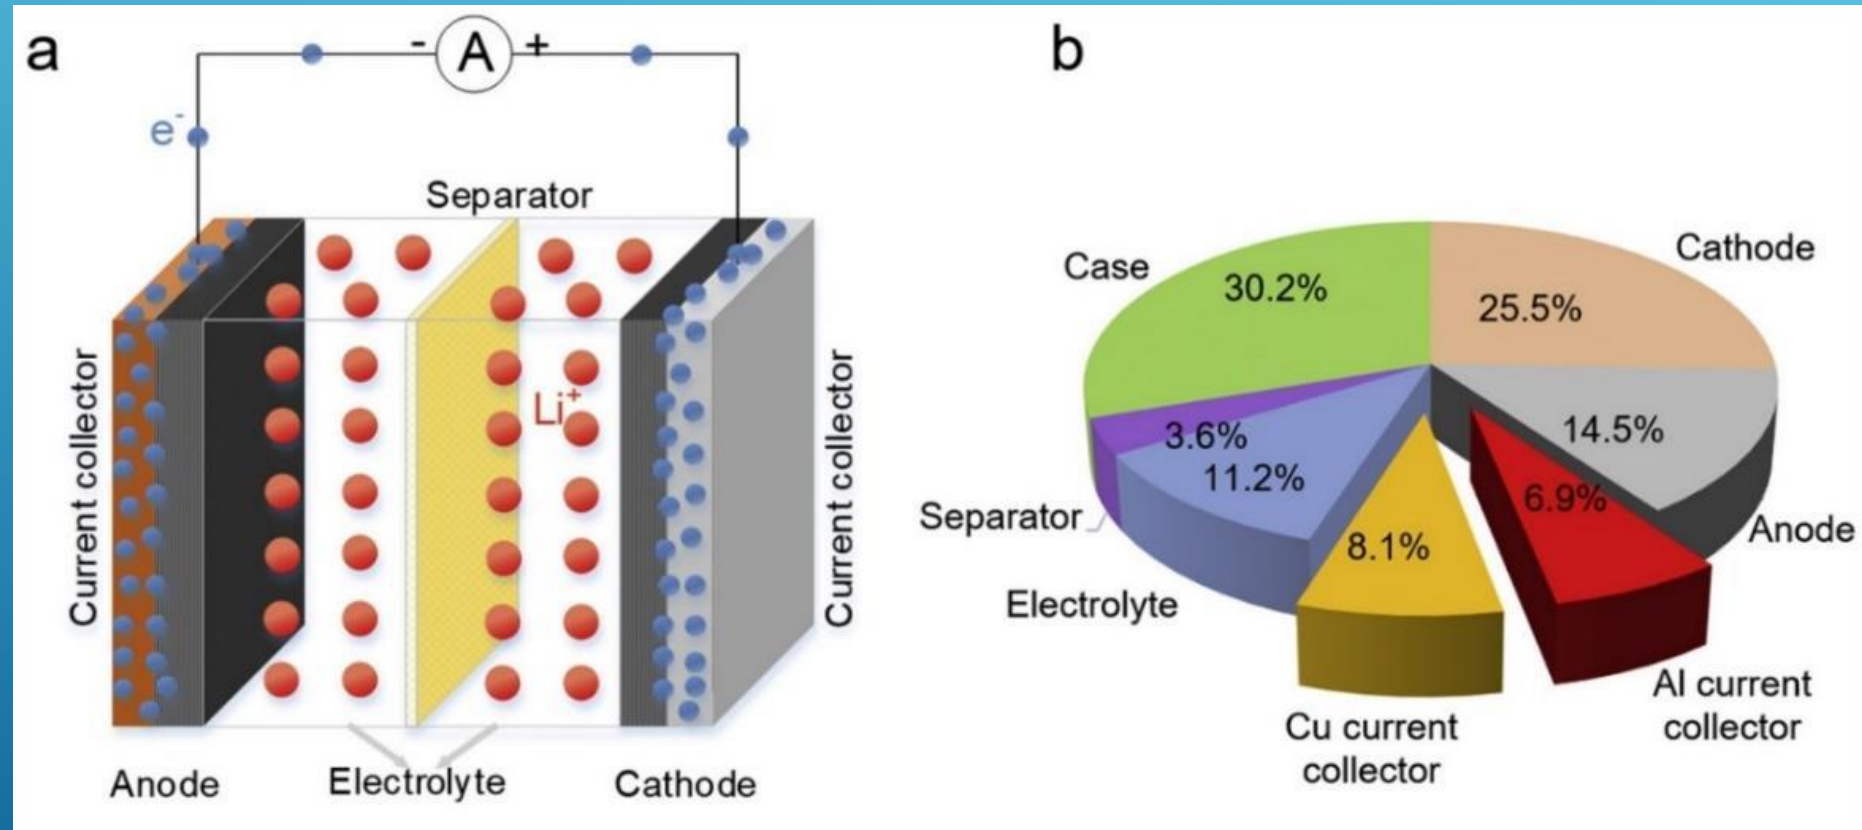 a
- A +
e-
Separator
Current collector
Li+
Current collector
Anode
Electrolyte
Cathode
b
Case
30.2%
Cathode
25.5%
14.5%
3.6%
11.2%
6.9%
8.1%
Separator
Anode
Electrolyte
Al current
collector
Cu current
collector